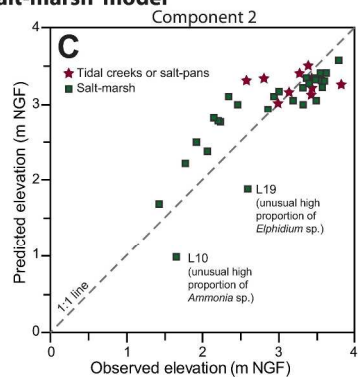 Component 2
C
Tidal creeks or salt-pans
Salt-marsh
L19
(unusual high
proportion of
Elphidium sp.)
L10
(unusual high
proportion of
Ammonia sp.)
1:1 line
Predicted elevation (m NGF)
4
3
2
1
0
0
1
2
3
4
Observed elevation (m NGF)